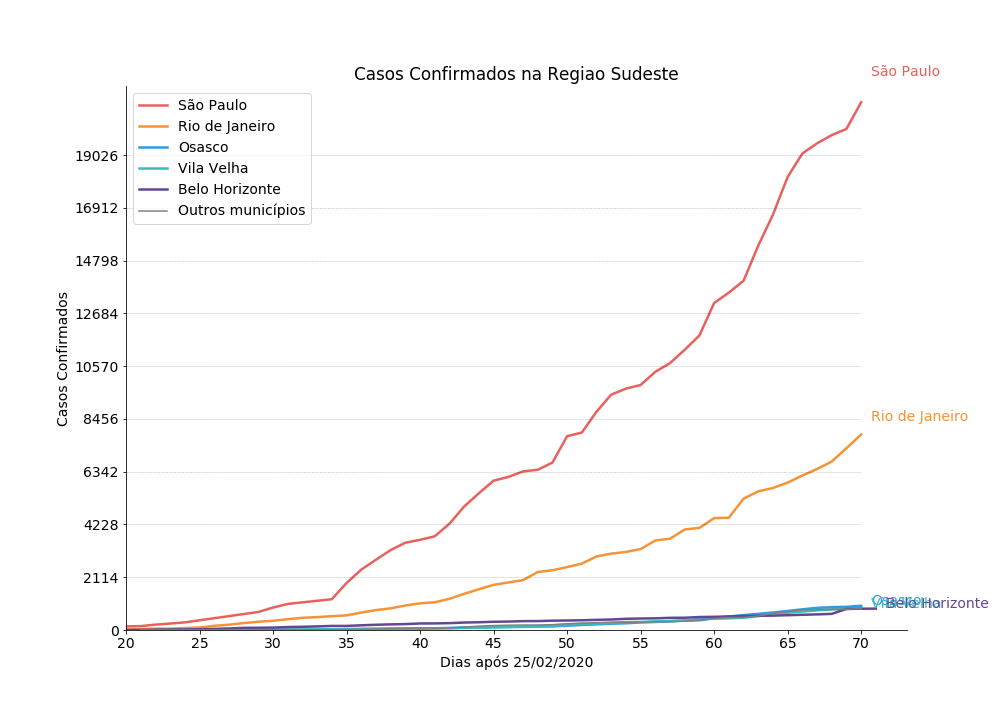 Casos Confirmados na Regiao Sudeste
São Paulo
São Paulo
Rio de Janeiro
Osasco
Vila Velha
Belo Horizonte
Outros municípios
19026
16912
14798
12684
10570
8456
6342
4228
2114
0
Casos Confirmados
Rio de Janeiro
Belo Horizonte
20 25 30 35 40 45 50 55 60 65 70
Dias após 25/02/2020